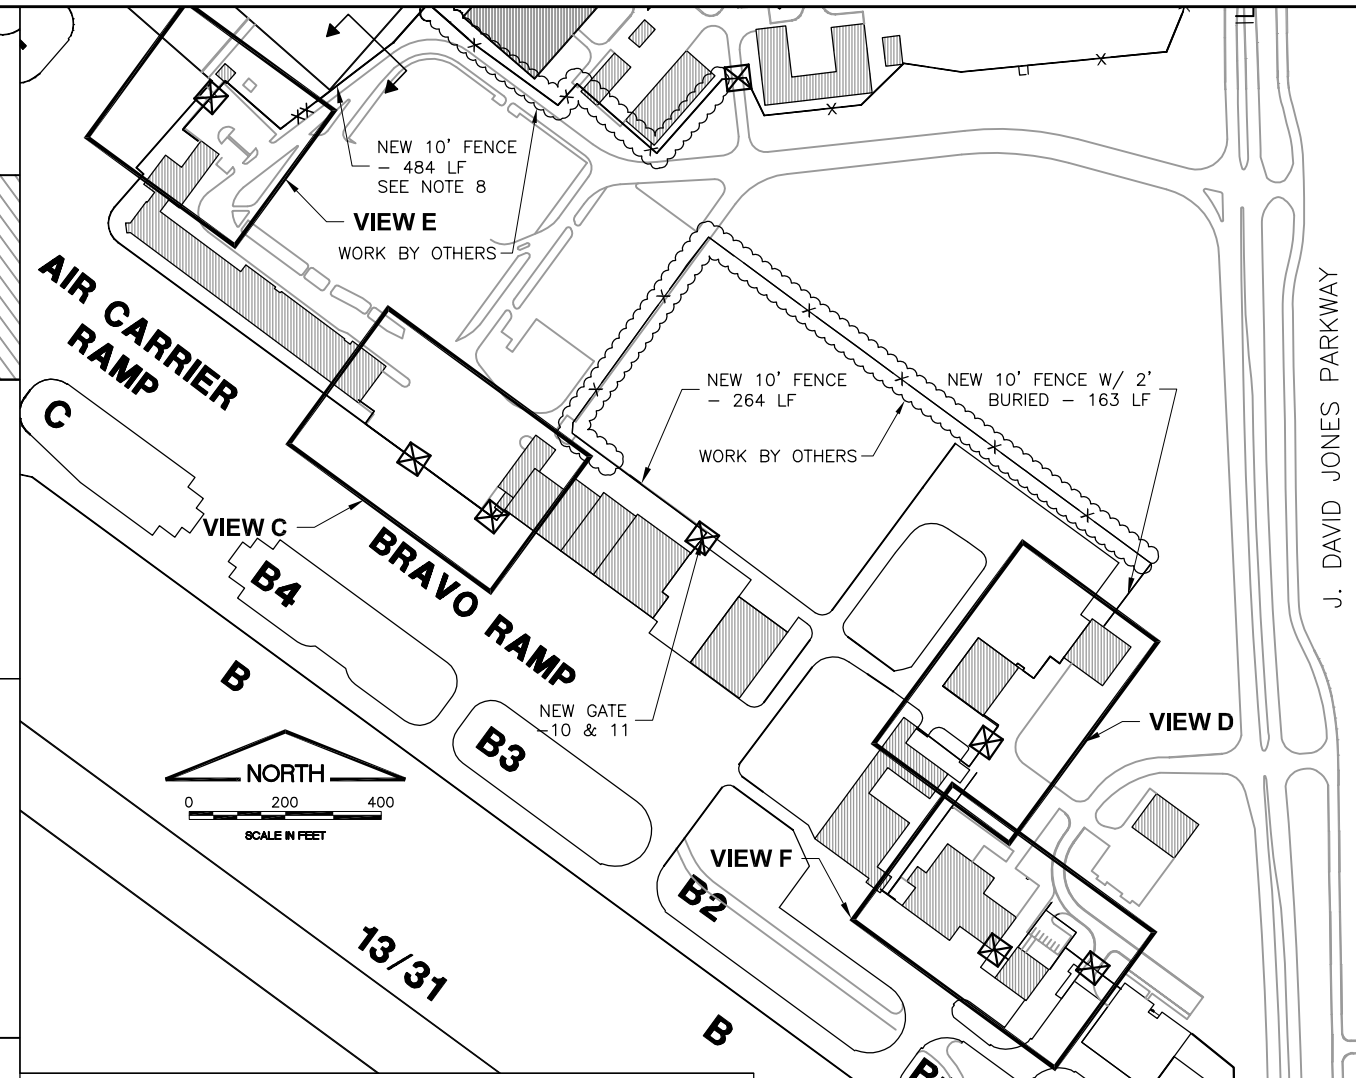 NEW 10' FENCE
- 484 LF
SEE NOTE 8
VIEW E
WORK BY OTHERS
AIR CARRIER
RAMP
NEW 10' FENCE
- 264 LF
NEW 10' FENCE W/ 2'
BURIED - 163 LF
WORK BY OTHERS
J. DAVID JONES PARKWAY
C
VIEW C
BRAVO RAMP
B4
B
NEW GATE
-10 & 11
VIEW D
B3
NORTH
0 200 400
SCALE IN FEET
VIEW F
B2
13/31
B